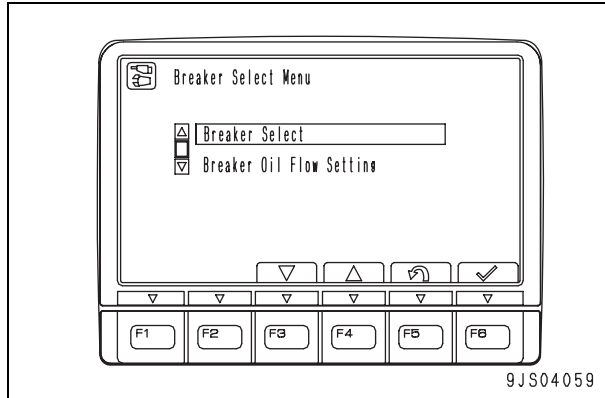 Breaker Select Menu
Breaker Select
Breaker Oil Flow Setting
F1 F2 F3 F4 F5 F6
9JS04059